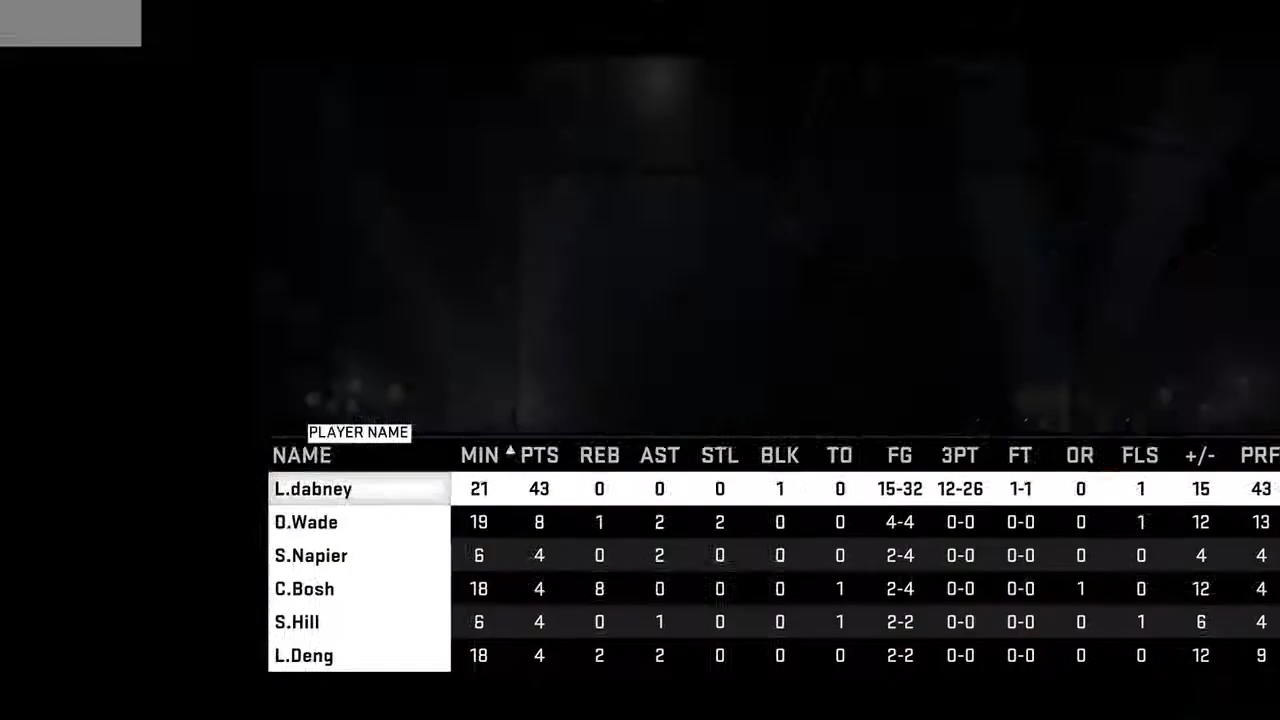 PLAYER NAME
NAME MIN PTS REB AST STL BLK TO FG 3PT FT OR FLS +/- PRF
L.dabney 21 43 0 0 0 1 0 15-32 12-26 1-1 0 1 15 43
D.Wade 19 8 1 2 2 0 0 4-4 0-0 0-0 0 1 12 13
S.Napier 6 4 0 2 0 0 0 2-4 0-0 0-0 0 0 4 4
C.Bosh 18 4 8 0 0 0 1 2-4 0-0 0-0 1 0 12 4
S.Hill 6 4 0 1 0 0 1 2-2 0-0 0-0 0 1 6 4
L.Deng 18 4 2 2 0 0 0 2-2 0-0 0-0 0 0 12 9